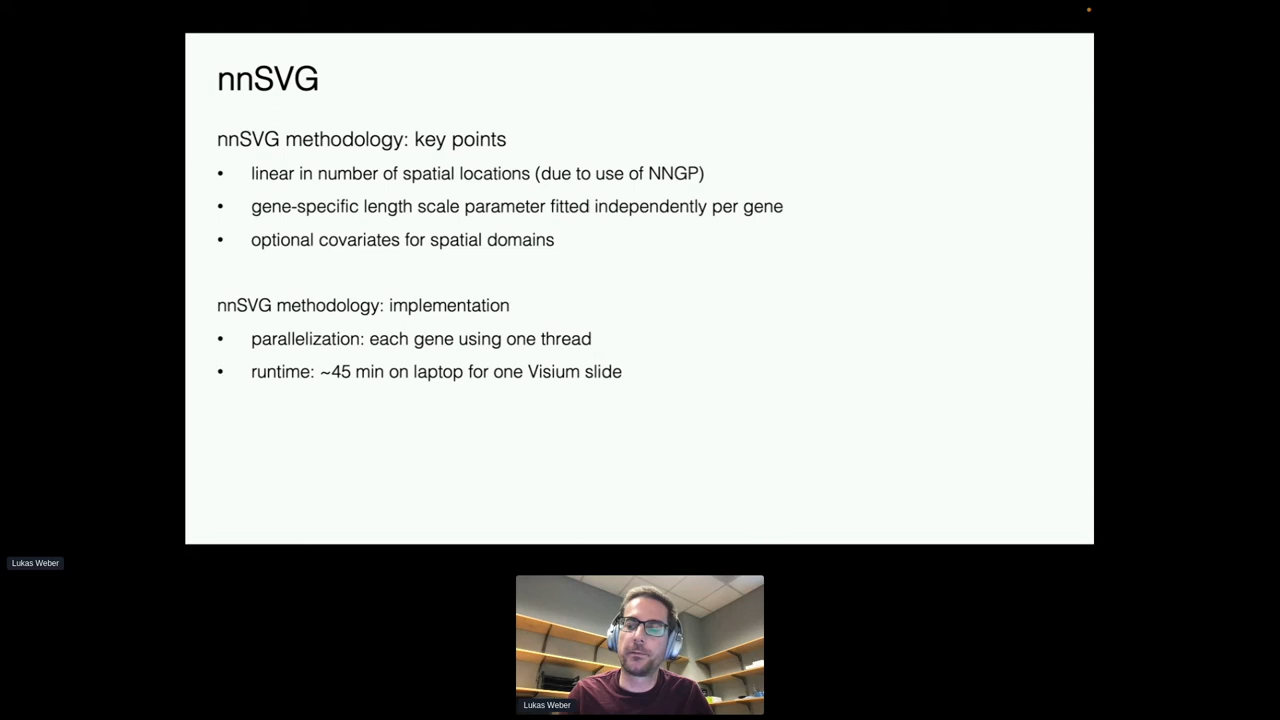 nnSVG
nnSVG methodology: key points
• linear in number of spatial locations (due to use of NNGP)
• gene-specific length scale parameter fitted independently per gene
• optional covariates for spatial domains
nnSVG methodology: implementation
• parallelization: each gene using one thread
• runtime: ~45 min on laptop for one Visium slide
Lukas Weber
Lukas Weber